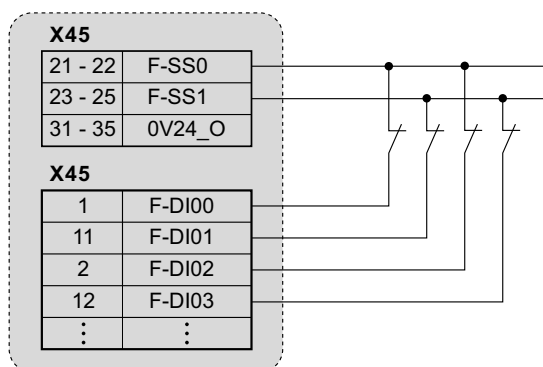 X45
21 - 22 F-SS0
23 - 25 F-SS1
31 - 35 0V24_O
X45
1 F-DI00
11 F-DI01
2 F-DI02
12 F-DI03
⋮ ⋮